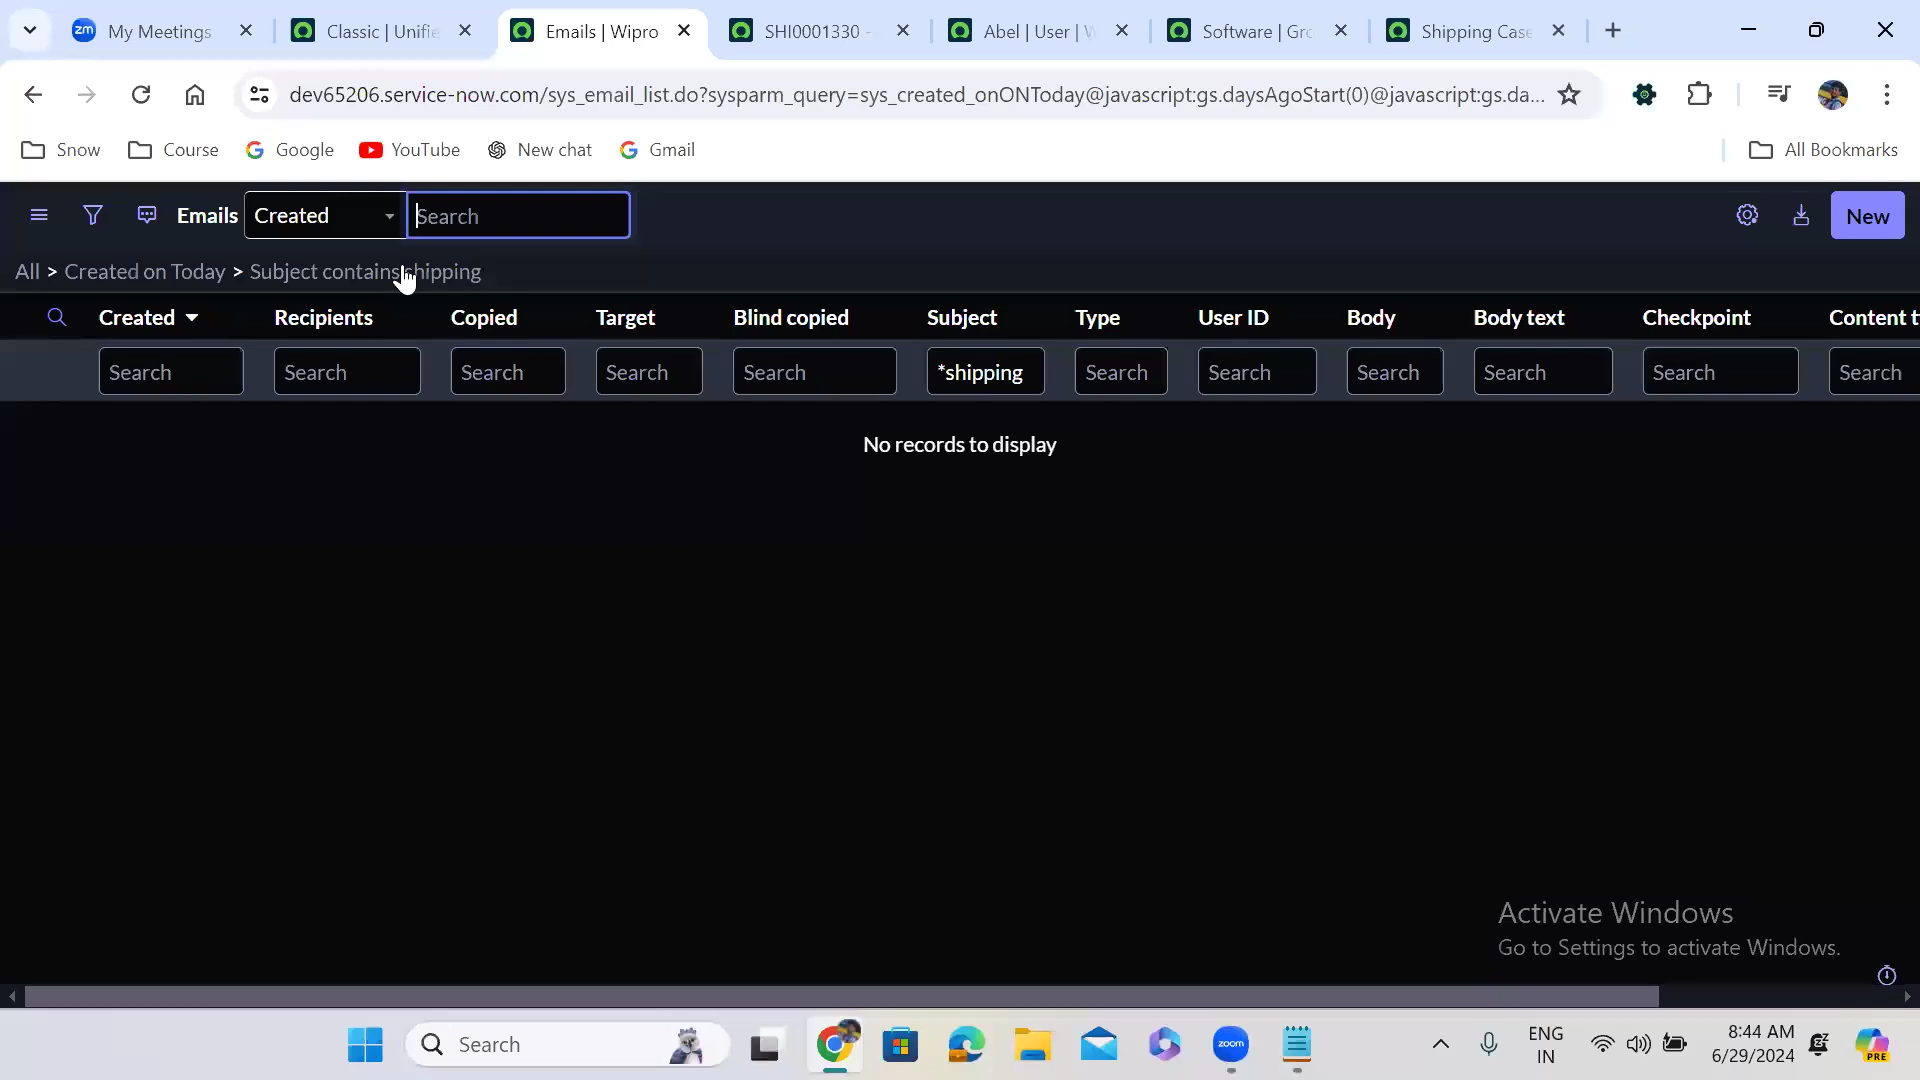 My Meetings
Classic | Unifie
Emails | Wipro
SHI0001330 -
Abel | User | W
Software | Gro
Shipping Case
dev65206.service-now.com/sys_email_list.do?sysparm_query=sys_created_onONToday@javascript:gs.daysAgoStart(0)@javascript:gs.da...
Snow
Course
Google
YouTube
New chat
Gmail
All Bookmarks
Emails
Created
Search
New
All > Created on Today > Subject contains shipping
Created
Recipients
Copied
Target
Blind copied
Subject
Type
User ID
Body
Body text
Checkpoint
Content t
Search
Search
Search
Search
Search
*shipping
Search
Search
Search
Search
Search
Search
No records to display
Activate Windows
Go to Settings to activate Windows.
Search
zoom
ENG
IN
8:44 AM
6/29/2024
PRE
zm